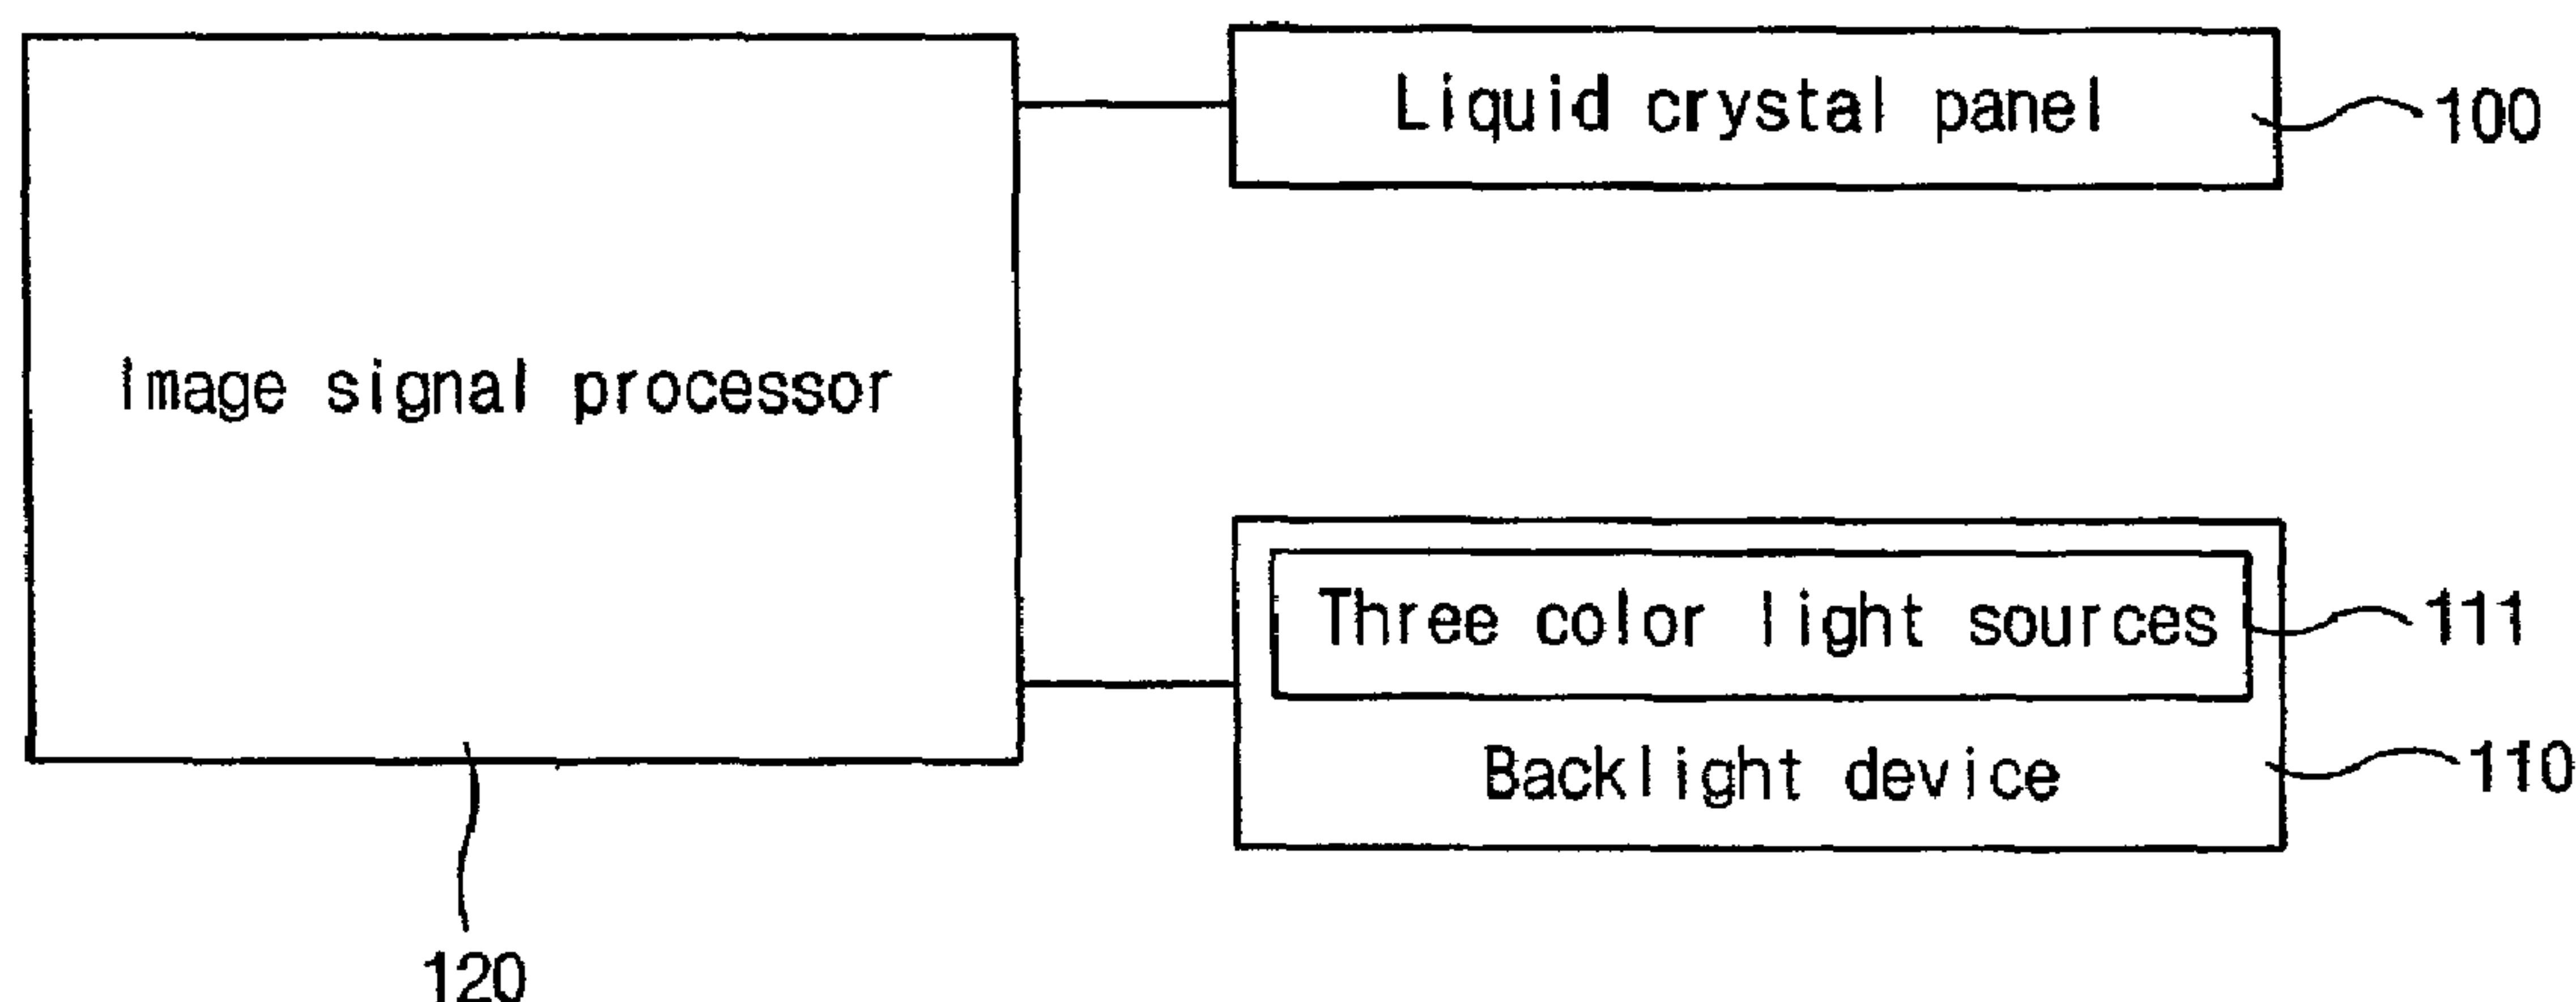 Liquid crystal panel
100
Image signal processor
Three color light sources
111
Backlight device
110
120